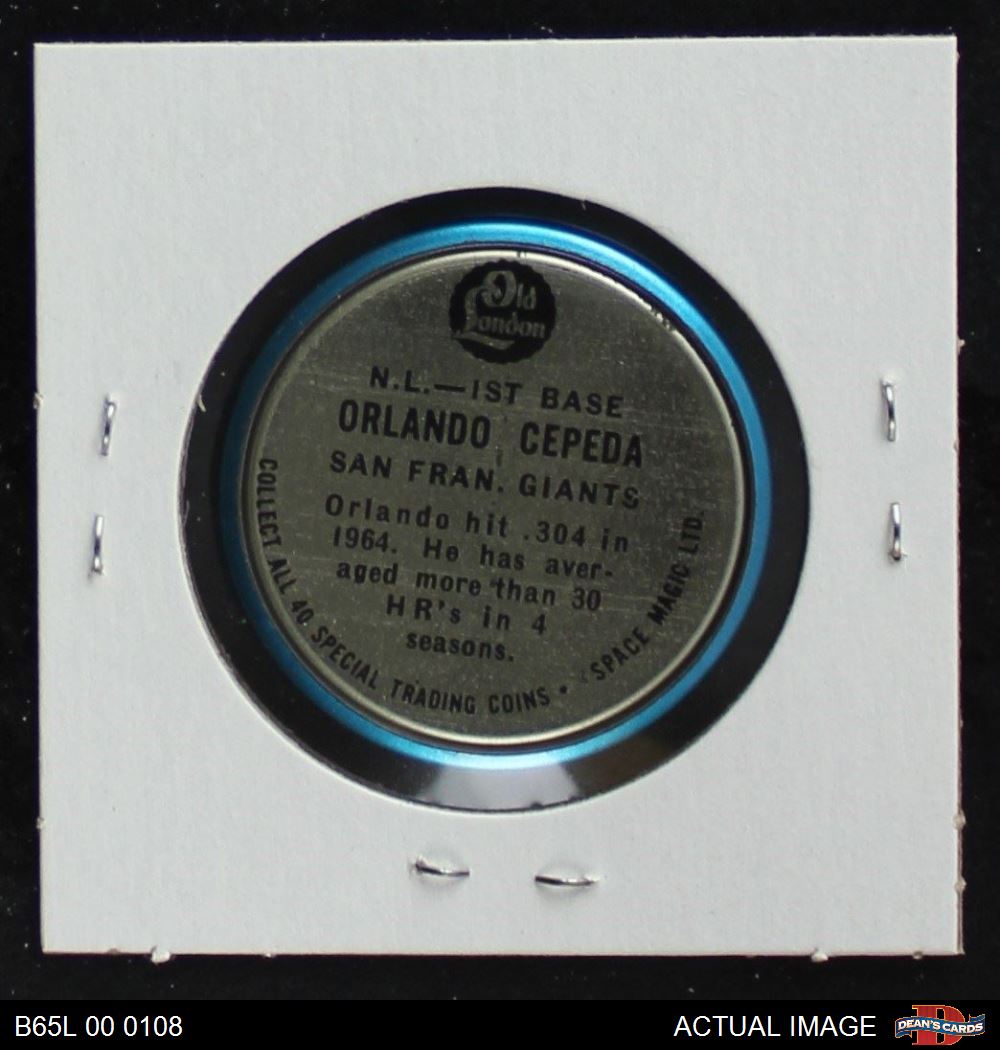 Old
London
N.L.—1ST BASE
ORLANDO CEPEDA
SAN FRAN. GIANTS
Orlando hit .304 in
1964. He has aver-
aged more than 30
HR's in 4
seasons.
COLLECT ALL 40 SPECIAL TRADING COINS • SPACE MAGIC LTD.
B65L 00 0108
ACTUAL IMAGE
DEAN'S CARDS